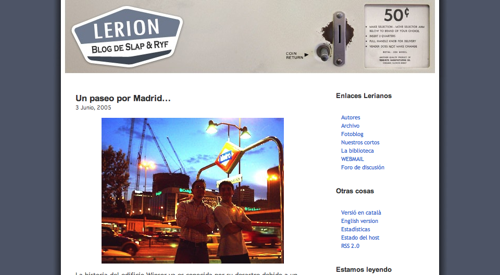 LERION
BLOG DE SLAP & RYF
50¢
COIN
RETURN
Un paseo por Madrid...
3 Junio, 2005
Enlaces Lerianos
Autores
Archivo
Fotoblog
Nuestros cortos
La biblioteca
WEBMAIL
Foro de discusión
Otras cosas
Versió en català
English version
Estadísticas
Estado del host
RSS 2.0
Estamos leyendo